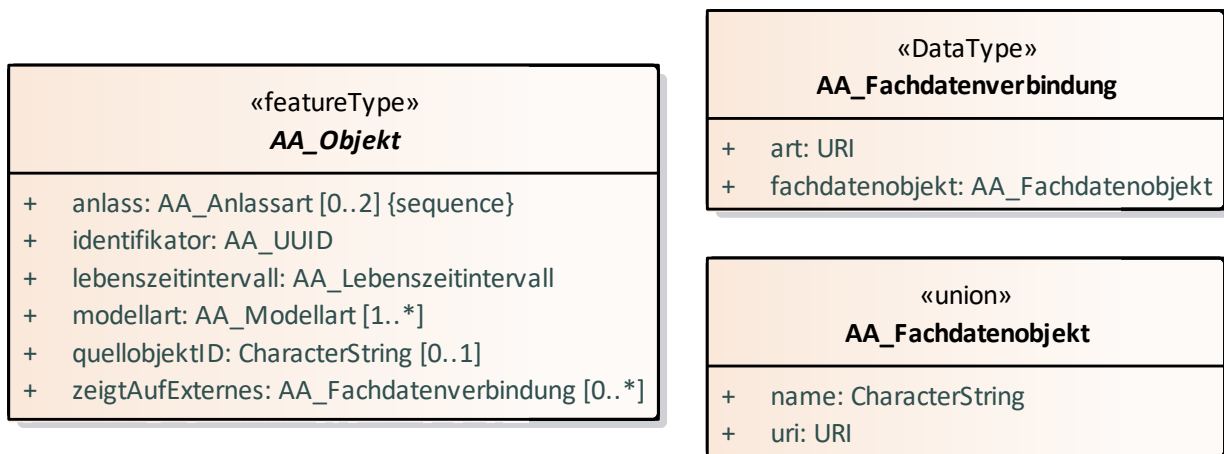 «featureType»
AA_Objekt
+ anlass: AA_Anlassart [0..2] {sequence}
+ identifikator: AA_UUID
+ lebenszeitintervall: AA_Lebenszeitintervall
+ modellart: AA_Modellart [1..*]
+ quellobjektID: CharacterString [0..1]
+ zeigtAufExternes: AA_Fachdatenverbindung [0..*]
«DataType»
AA_Fachdatenverbindung
+ art: URI
+ fachdatenobjekt: AA_Fachdatenobjekt
«union»
AA_Fachdatenobjekt
+ name: CharacterString
+ uri: URI